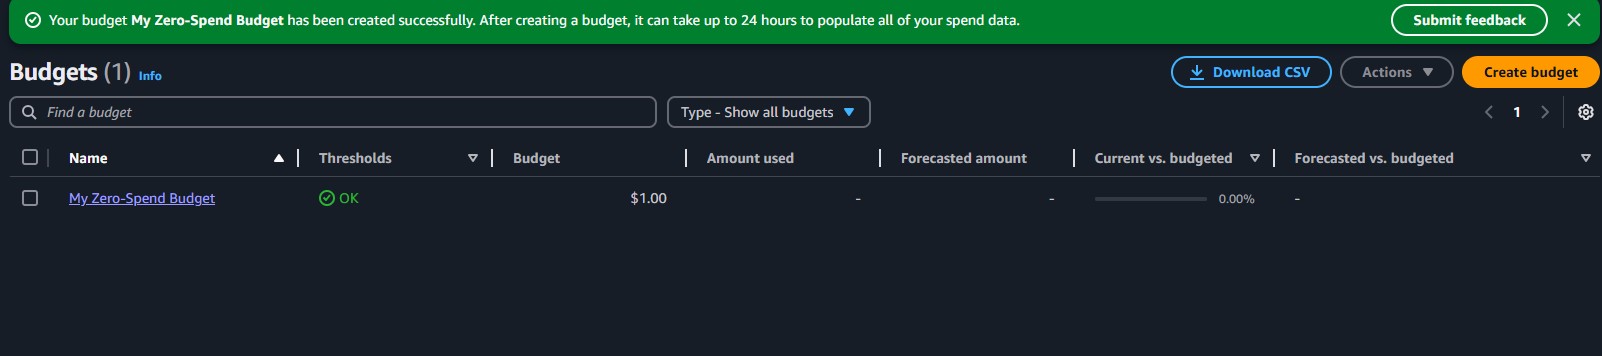 Your budget My Zero-Spend Budget has been created successfully. After creating a budget, it can take up to 24 hours to populate all of your spend data. Submit feedback
Budgets (1) Info Download CSV Actions Create budget
Find a budget Type - Show all budgets 1
Name Thresholds Budget Amount used Forecasted amount Current vs. budgeted Forecasted vs. budgeted
My Zero-Spend Budget OK $1.00 - - 0.00% -